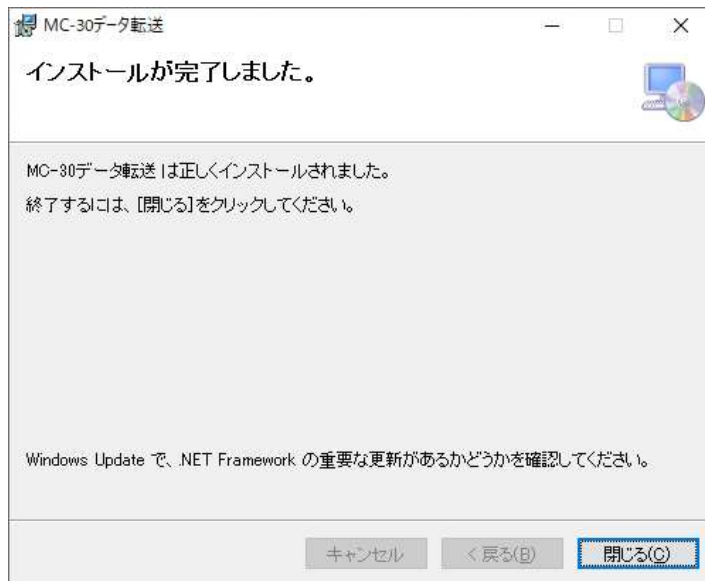 MC-30データ転送
インストールが完了しました。
MC-30データ転送 は正しくインストールされました。
終了するには、[閉じる]をクリックしてください。
Windows Update で、.NET Framework の重要な更新があるかどうかを確認してください。
キャンセル
< 戻る(B)
閉じる(C)